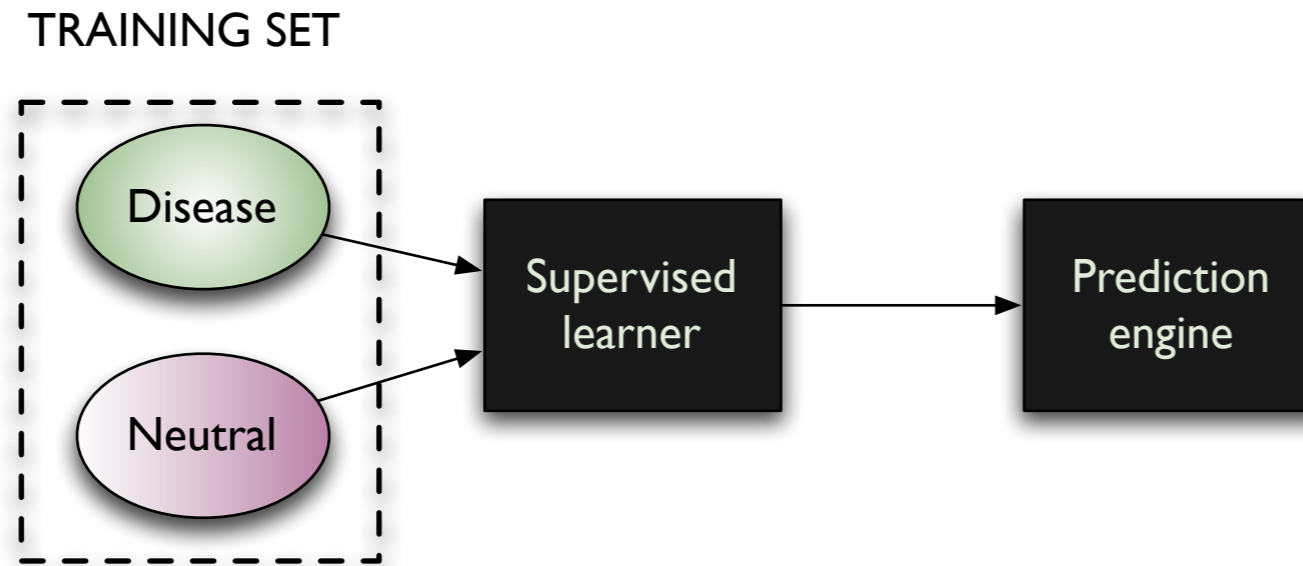 TRAINING SET
Disease
Neutral
Supervised
learner
Prediction
engine